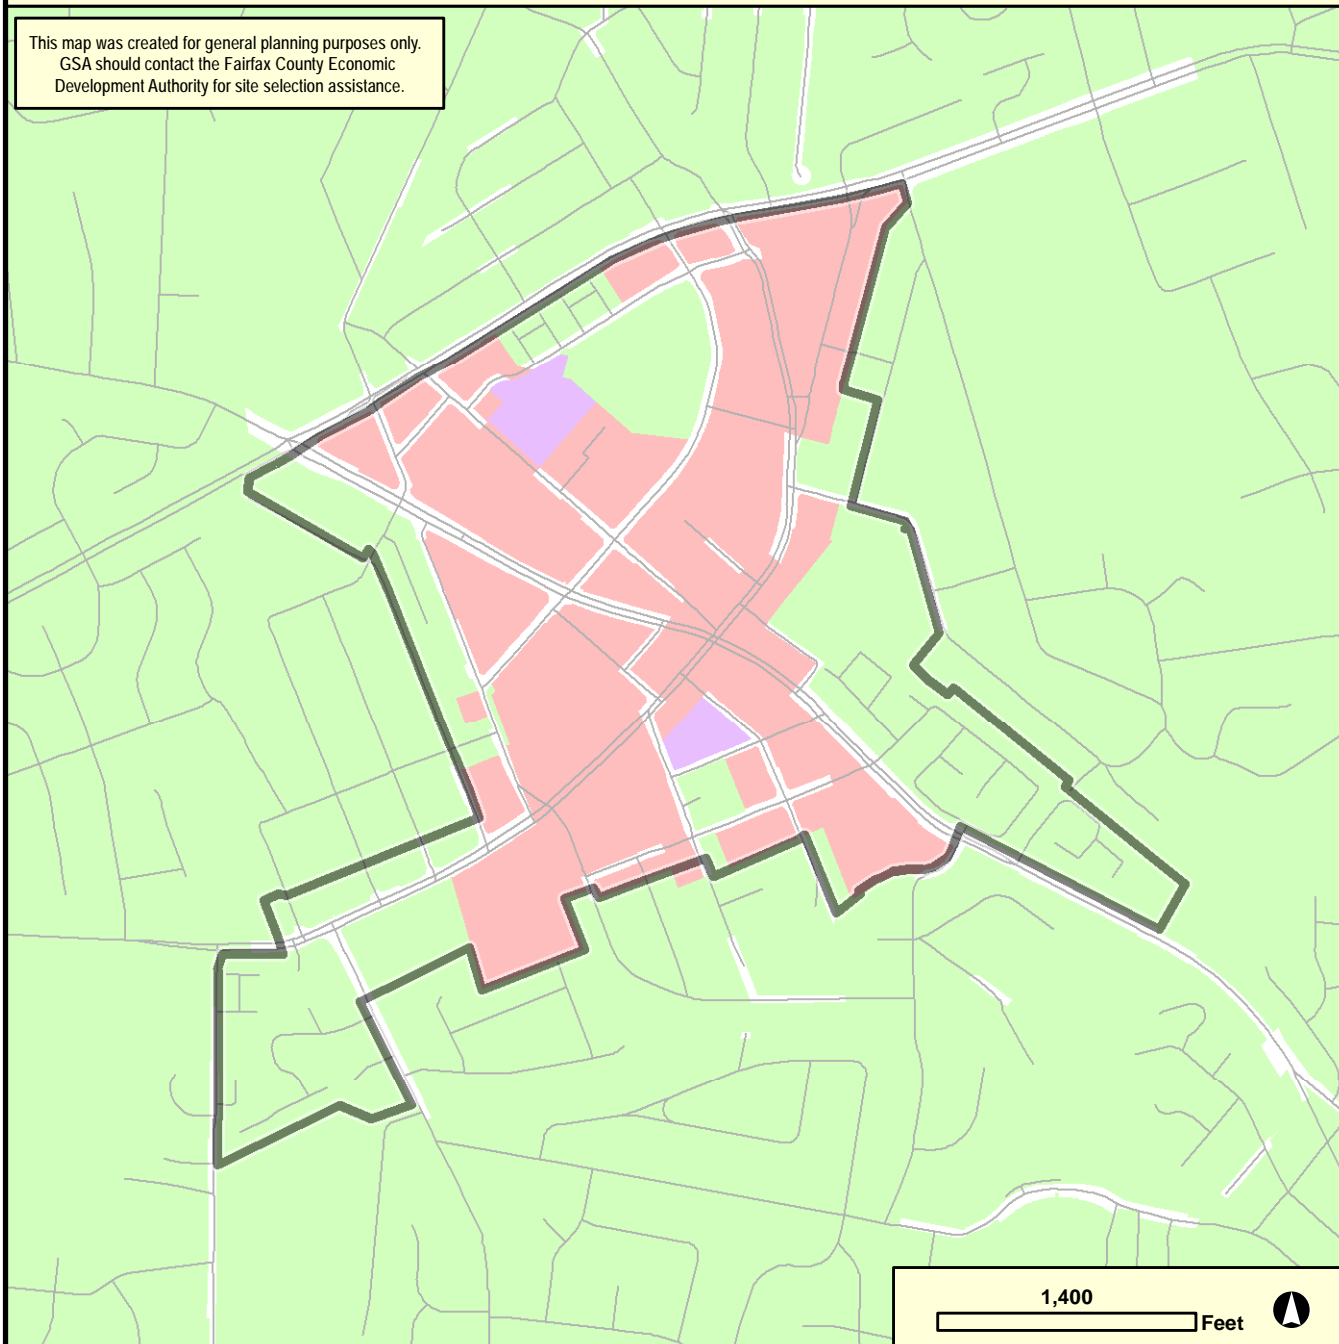 This map was created for general planning purposes only.
GSA should contact the Fairfax County Economic
Development Authority for site selection assistance.
1,400
Feet